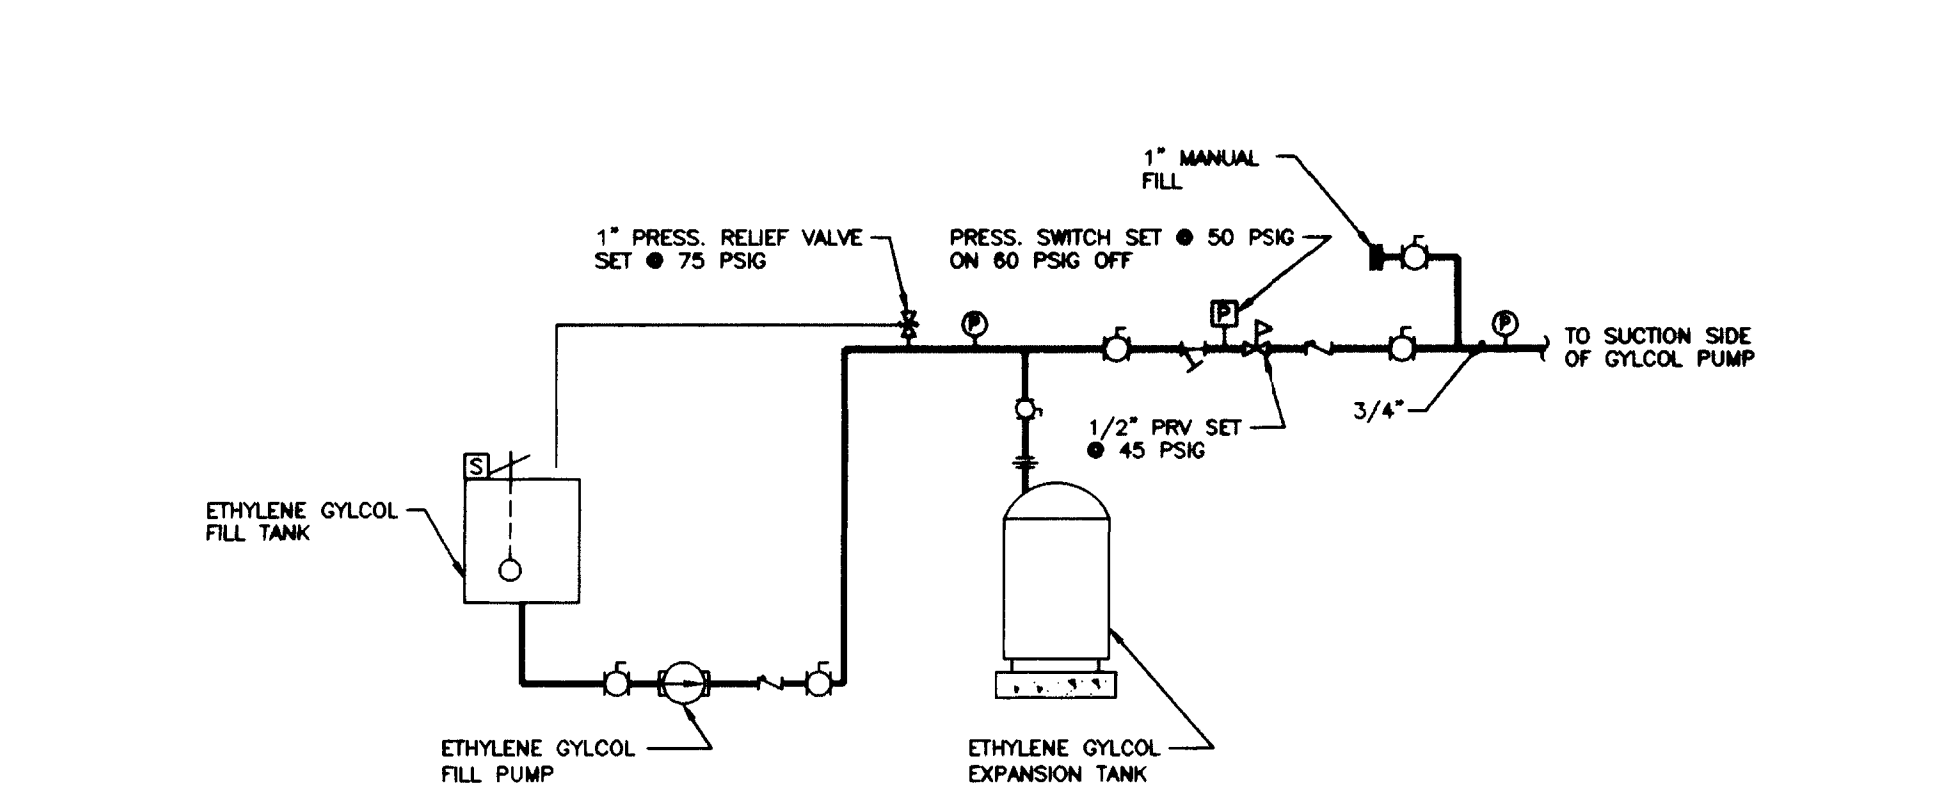 1" MANUAL
FILL
1" PRESS. RELIEF VALVE
SET @ 75 PSIG
PRESS. SWITCH SET @ 50 PSIG
ON 60 PSIG OFF
P
P
P
TO SUCTION SIDE
OF GYLCOL PUMP
3/4"
1/2" PRV SET
@ 45 PSIG
S
ETHYLENE GYLCOL
FILL TANK
ETHYLENE GYLCOL
FILL PUMP
ETHYLENE GYLCOL
EXPANSION TANK